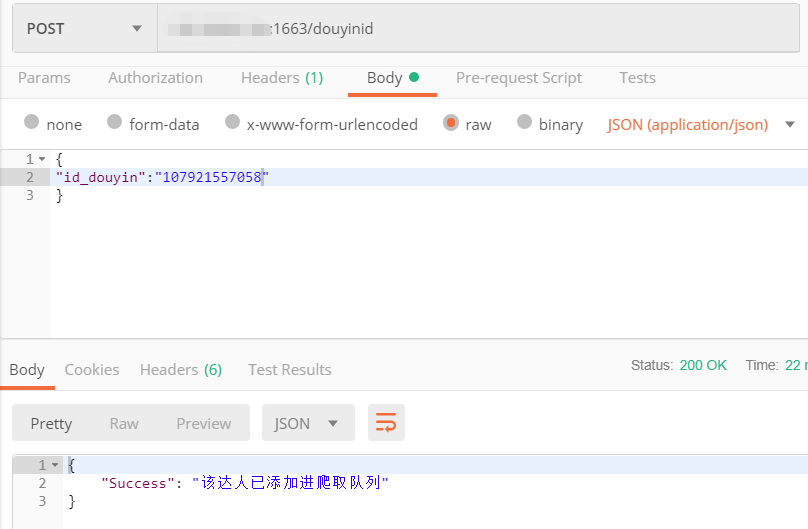 POST :1663/douyinid
Params Authorization Headers (1) Body Pre-request Script Tests
none form-data x-www-form-urlencoded raw binary JSON (application/json)
1 {
2 "id_douyin":"107921557058"
3 }
Body Cookies Headers (6) Test Results Status: 200 OK Time: 22
Pretty Raw Preview JSON
1 {
2 "Success": "该达人已添加进爬取队列"
3 }